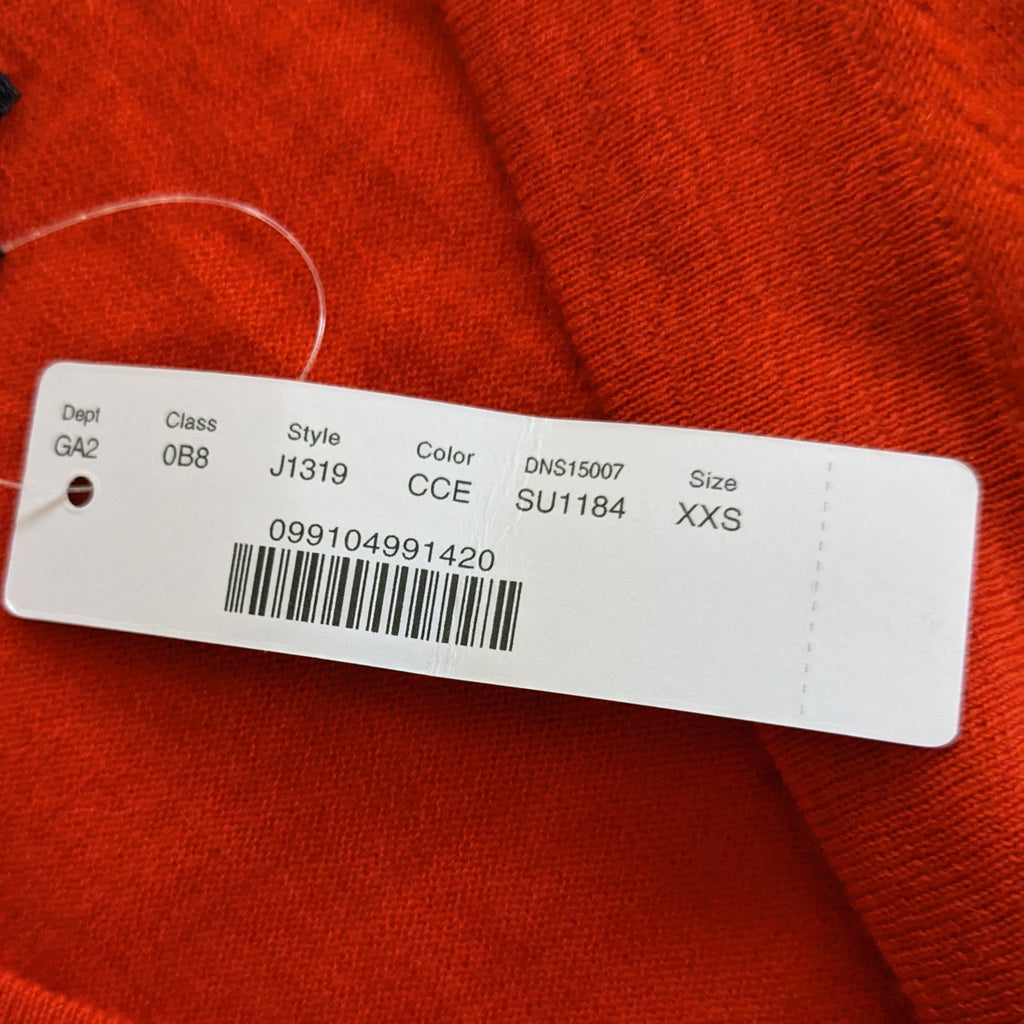 Dept Class Style Color DNS15007 Size
GA2 0B8 J1319 CCE SU1184 XXS
099104991420